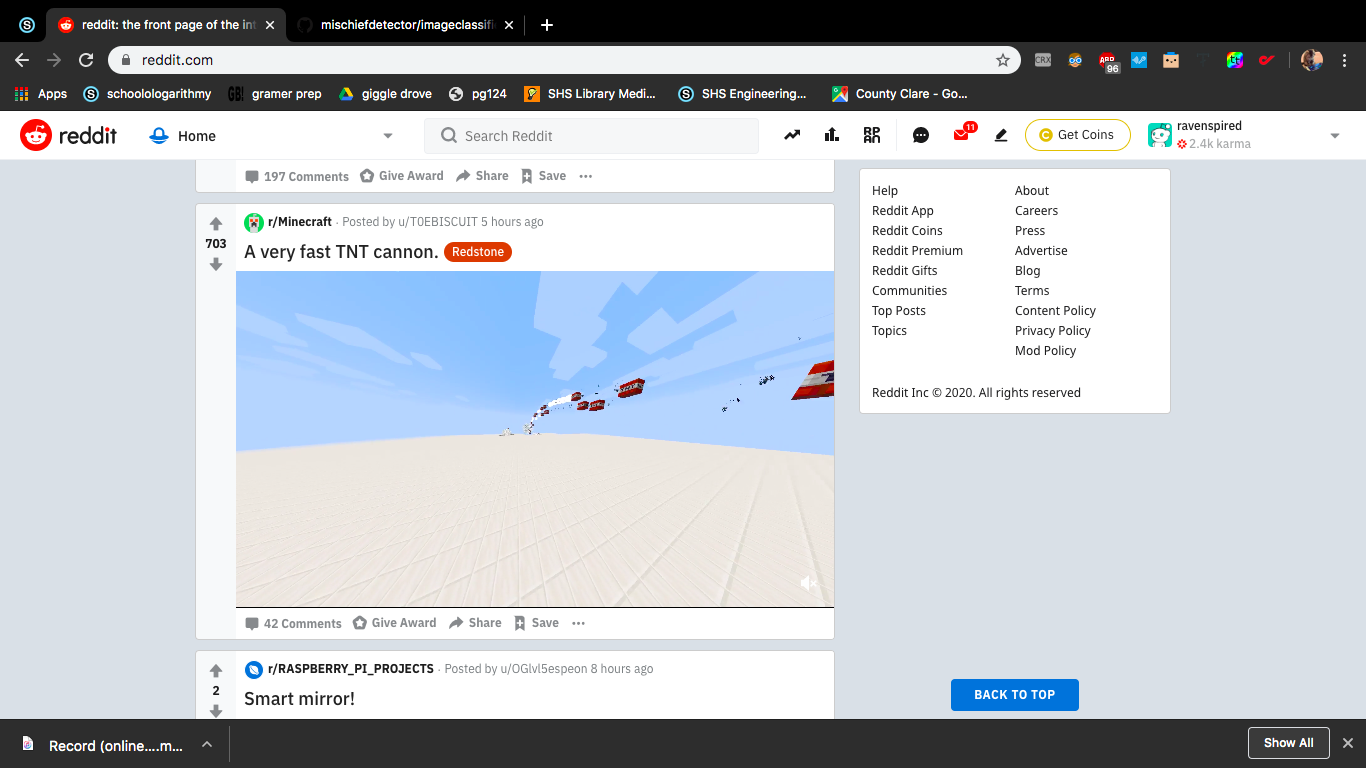 reddit: the front page of the int
mischiefdetector/imageclassifi
reddit.com
CRX
ABP
96
Apps
schoolologarithmy
GB!
gramer prep
giggle drove
pg124
SHS Library Medi...
SHS Engineering...
County Clare - Go...
reddit
Home
Search Reddit
11
Get Coins
ravenspired
2.4k karma
197 Comments
Give Award
Share
Save
r/Minecraft · Posted by u/T0EBISCUIT 5 hours ago
703
A very fast TNT cannon.
Redstone
42 Comments
Give Award
Share
Save
r/RASPBERRY_PI_PROJECTS · Posted by u/OGlvl5espeon 8 hours ago
2
Smart mirror!
Help
About
Reddit App
Careers
Reddit Coins
Press
Reddit Premium
Advertise
Reddit Gifts
Blog
Communities
Terms
Top Posts
Content Policy
Topics
Privacy Policy
Mod Policy
Reddit Inc © 2020. All rights reserved
BACK TO TOP
Record (online....m...
Show All